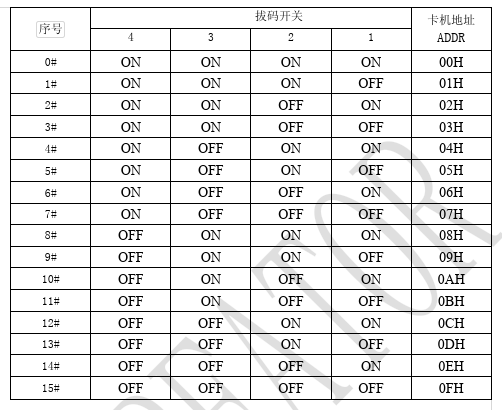 序号 拔码开关 卡机地址 ADDR
4 3 2 1
0# ON ON ON ON 00H
1# ON ON ON OFF 01H
2# ON ON OFF ON 02H
3# ON ON OFF OFF 03H
4# ON OFF ON ON 04H
5# ON OFF ON OFF 05H
6# ON OFF OFF ON 06H
7# ON OFF OFF OFF 07H
8# OFF ON ON ON 08H
9# OFF ON ON OFF 09H
10# OFF ON OFF ON 0AH
11# OFF ON OFF OFF 0BH
12# OFF OFF ON ON 0CH
13# OFF OFF ON OFF 0DH
14# OFF OFF OFF ON 0EH
15# OFF OFF OFF OFF 0FH